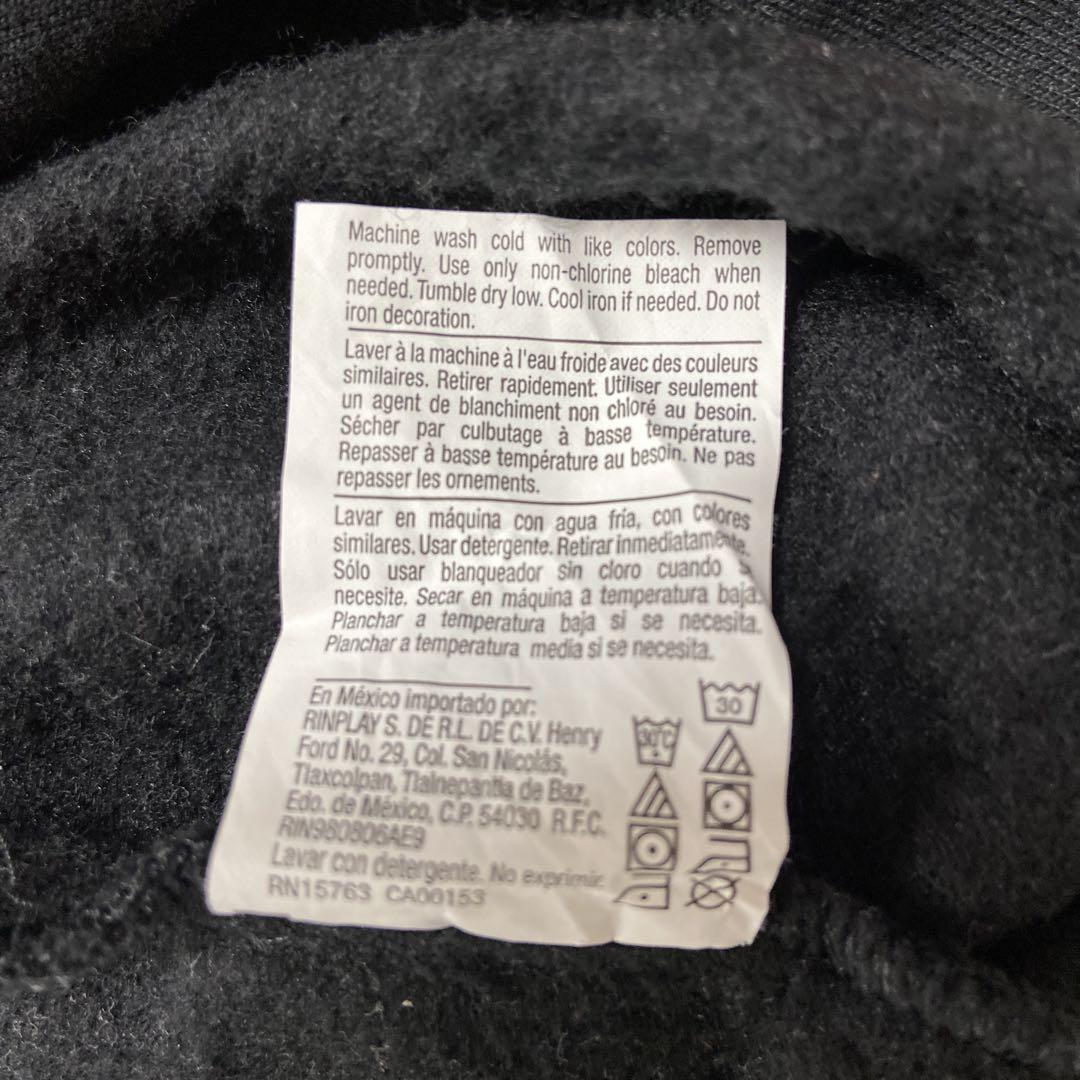 Machine wash cold with like colors. Remove
promptly. Use only non-chlorine bleach when
needed. Tumble dry low. Cool iron if needed. Do not
iron decoration.
Laver à la machine à l'eau froide avec des couleurs
similaires. Retirer rapidement. Utiliser seulement
un agent de blanchiment non chloré au besoin.
Sécher par culbutage à basse température.
Repasser à basse température au besoin. Ne pas
repasser les ornements.
Lavar en máquina con agua fría, con colores
similares. Usar detergente. Retirar inmediatamente.
Sólo usar blanqueador sin cloro cuando
necesite. Secar en máquina a temperatura baja.
Planchar a temperatura baja si se necesita.
Planchar a temperatura media si se necesita.
En México importado por:
RINPLAY S. DE R.L. DE C.V. Henry
Ford No. 29, Col. San Nicolás,
Tlaxcolpan, Tlalnepantla de Baz,
Edo. de México, C.P. 54030 R.F.C.
RIN980806AE9
Lavar con detergente. No exprimir.
RN15763 CA00153
30°C
30